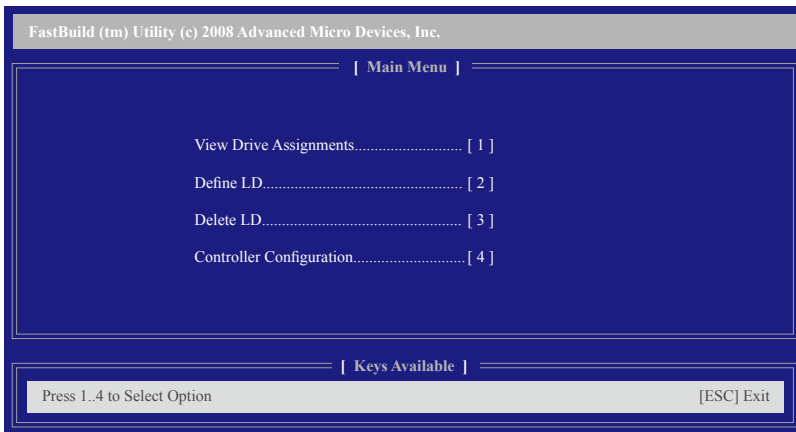 FastBuild (tm) Utility (c) 2008 Advanced Micro Devices, Inc.
[ Main Menu ]
View Drive Assignments........................... [ 1 ]
Define LD.................................................. [ 2 ]
Delete LD.................................................. [ 3 ]
Controller Configuration............................[ 4 ]
[ Keys Available ]
Press 1..4 to Select Option [ESC] Exit